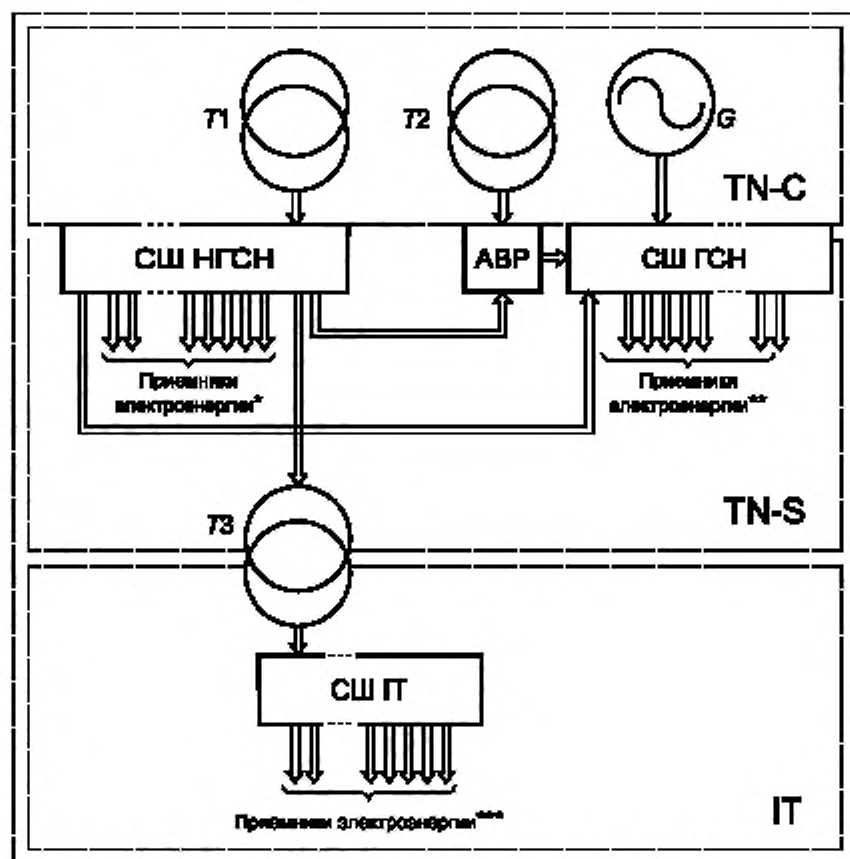 T1
T2
G
TN-C
СШ НГСН
АВР
СШ ГСН
Приемники
электроэнергии*
Приемники
электроэнергии**
T3
TN-S
СШ IT
Приемники электроэнергии***
IT